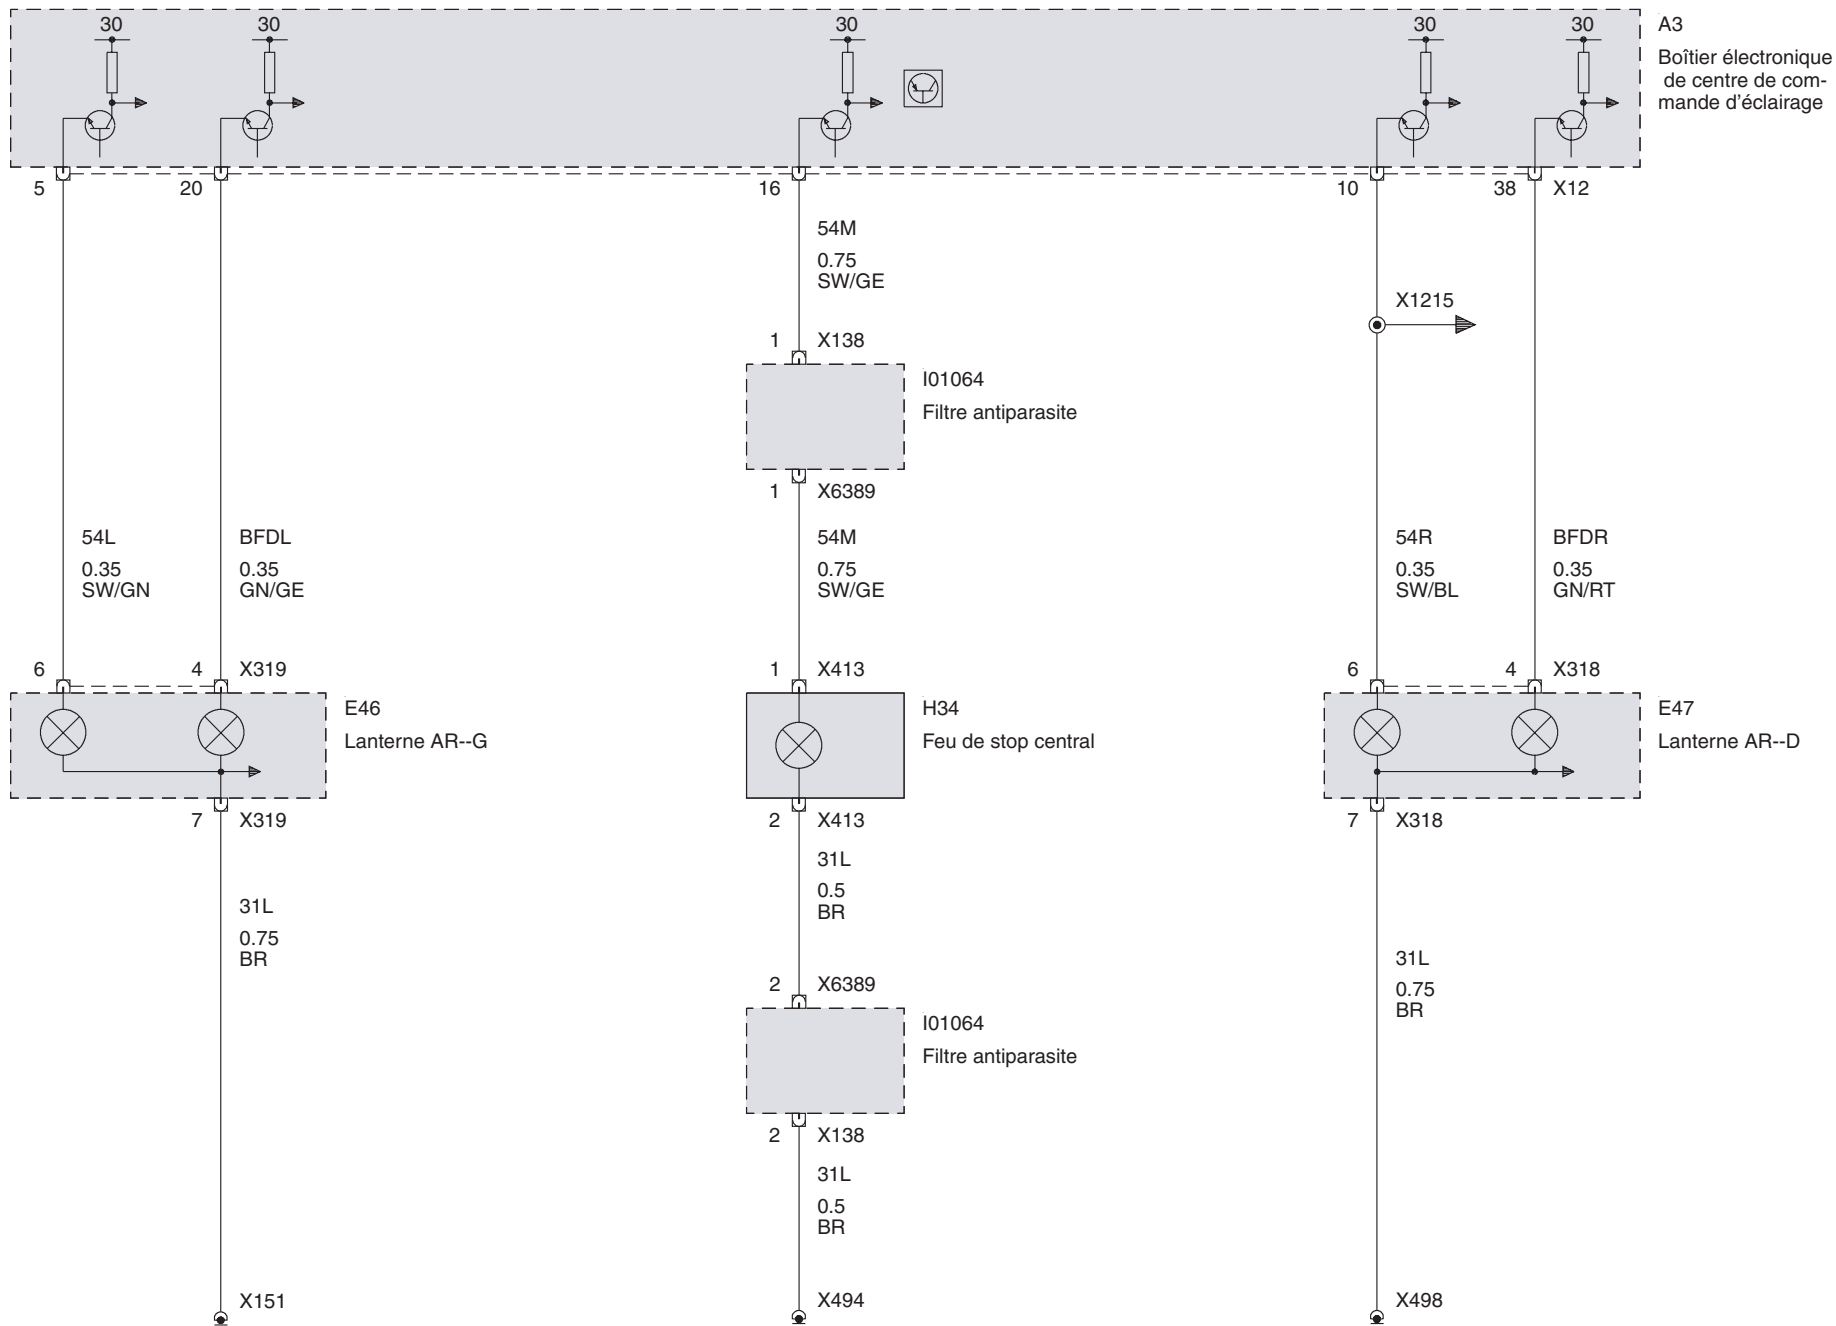 30
30
30
30
30
A3
Boîtier électronique
de centre de com-
mande d'éclairage
5
20
16
10
38
X12
54M
0.75
SW/GE
X1215
1
X138
I01064
Filtre antiparasite
1
X6389
54L
0.35
SW/GN
BFDL
0.35
GN/GE
54M
0.75
SW/GE
54R
0.35
SW/BL
BFDR
0.35
GN/RT
6
4
X319
1
X413
6
4
X318
E46
Lanterne AR--G
H34
Feu de stop central
E47
Lanterne AR--D
7
X319
2
X413
7
X318
31L
0.75
BR
31L
0.5
BR
31L
0.75
BR
2
X6389
I01064
Filtre antiparasite
2
X138
31L
0.5
BR
X151
X494
X498